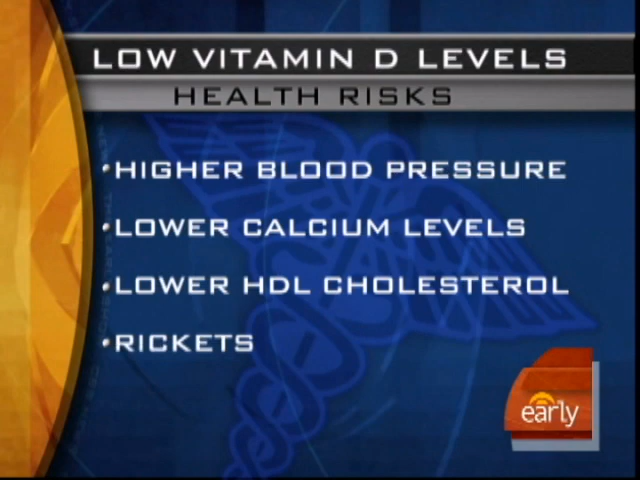 LOW VITAMIN D LEVELS
HEALTH RISKS
•HIGHER BLOOD PRESSURE
•LOWER CALCIUM LEVELS
•LOWER HDL CHOLESTEROL
•RICKETS
early